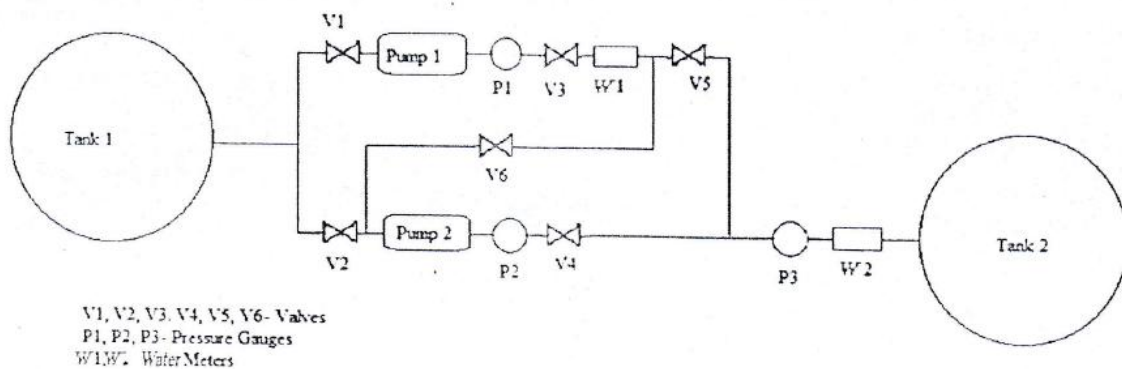 V1
Pump 1
P1
V3
W1
V5
Tank 1
V6
Pump 2
V2
P2
V4
P3
W2
Tank 2
V1, V2, V3. V4, V5, V6- Valves
P1, P2, P3- Pressure Gauges
W1,W2 Water Meters